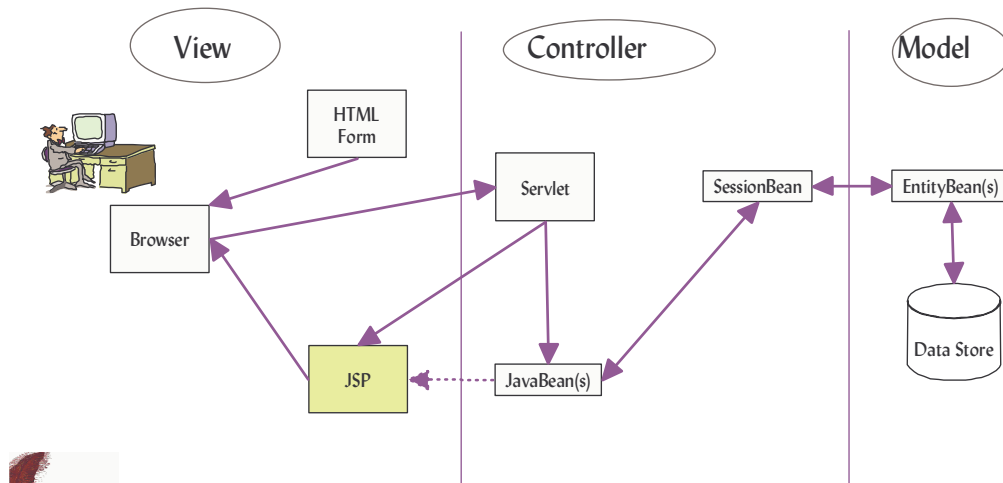 View
Controller
Model
HTML
Form
Servlet
SessionBean
EntityBean(s)
Browser
Data Store
JSP
JavaBean(s)